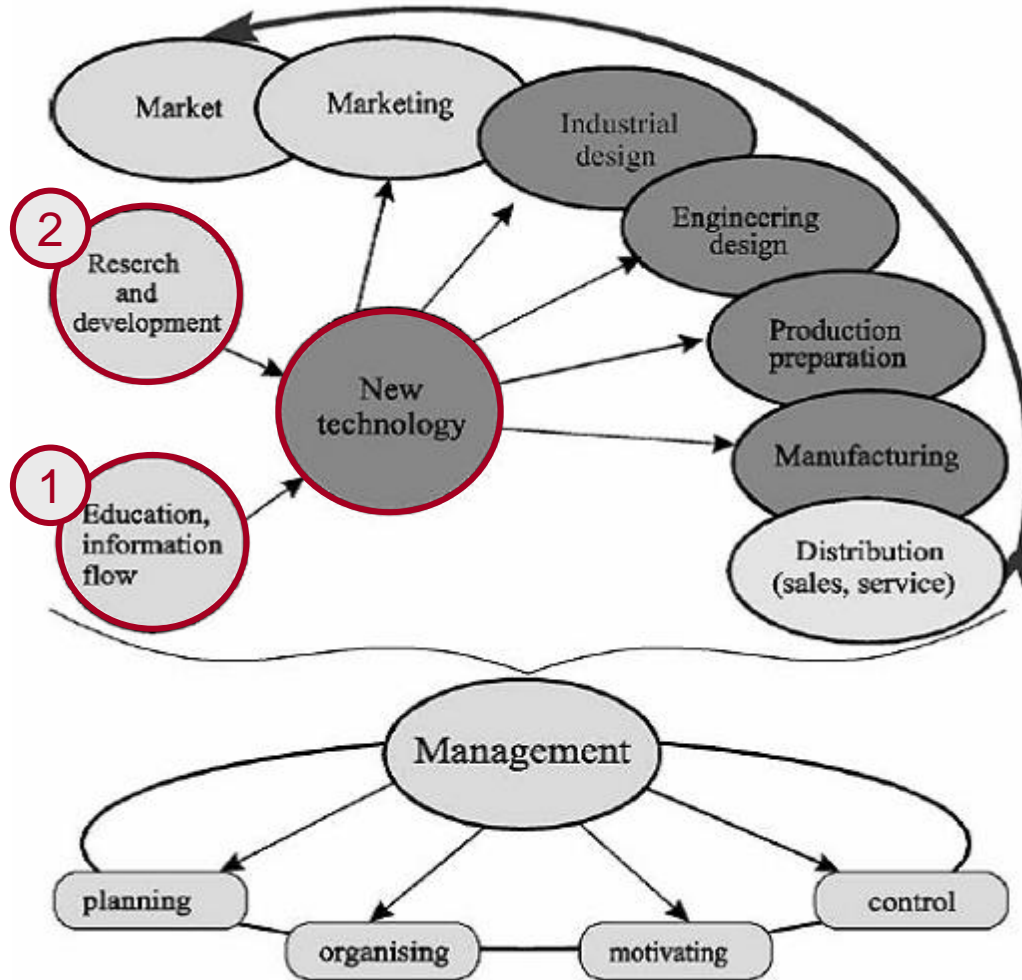 Market
Marketing
Industrial
design
Engineering
design
2
Reserch
and
development
Production
preparation
New
technology
Manufacturing
1
Education,
information
flow
Distribution
(sales, service)
Management
planning
control
organising
motivating